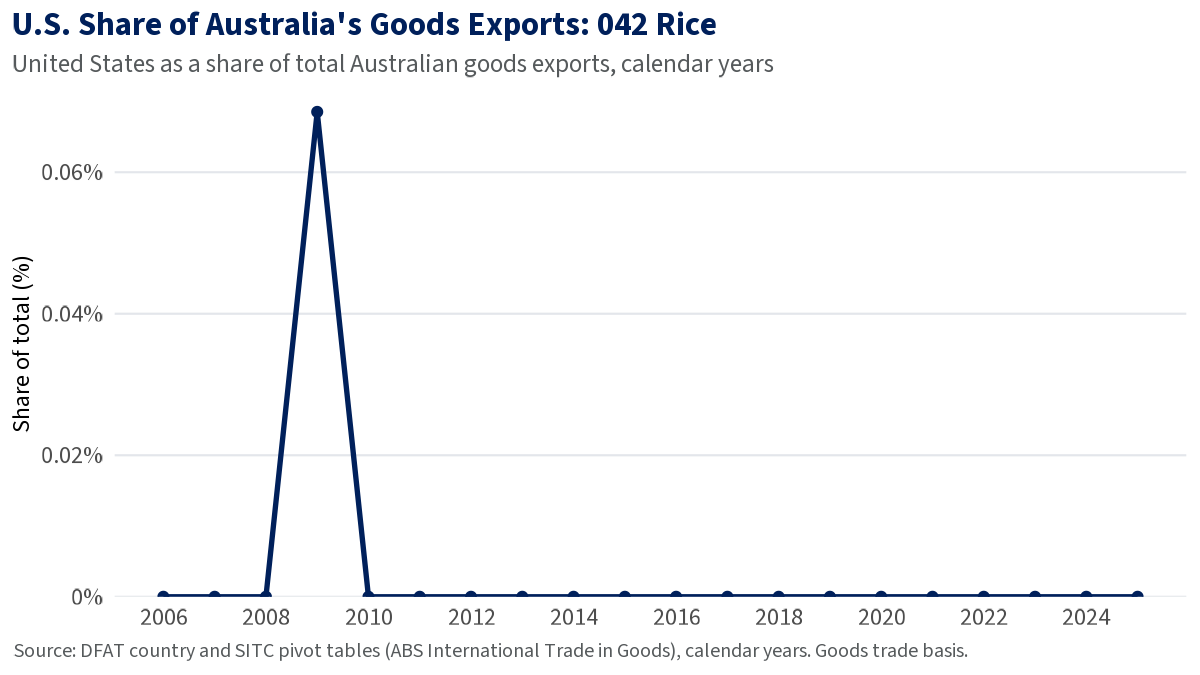 U.S. Share of Australia's Goods Exports: 042 Rice
United States as a share of total Australian goods exports, calendar years
Share of total (%)
0.06%
0.04%
0.02%
0%
2006 2008 2010 2012 2014 2016 2018 2020 2022 2024
Source: DFAT country and SITC pivot tables (ABS International Trade in Goods), calendar years. Goods trade basis.